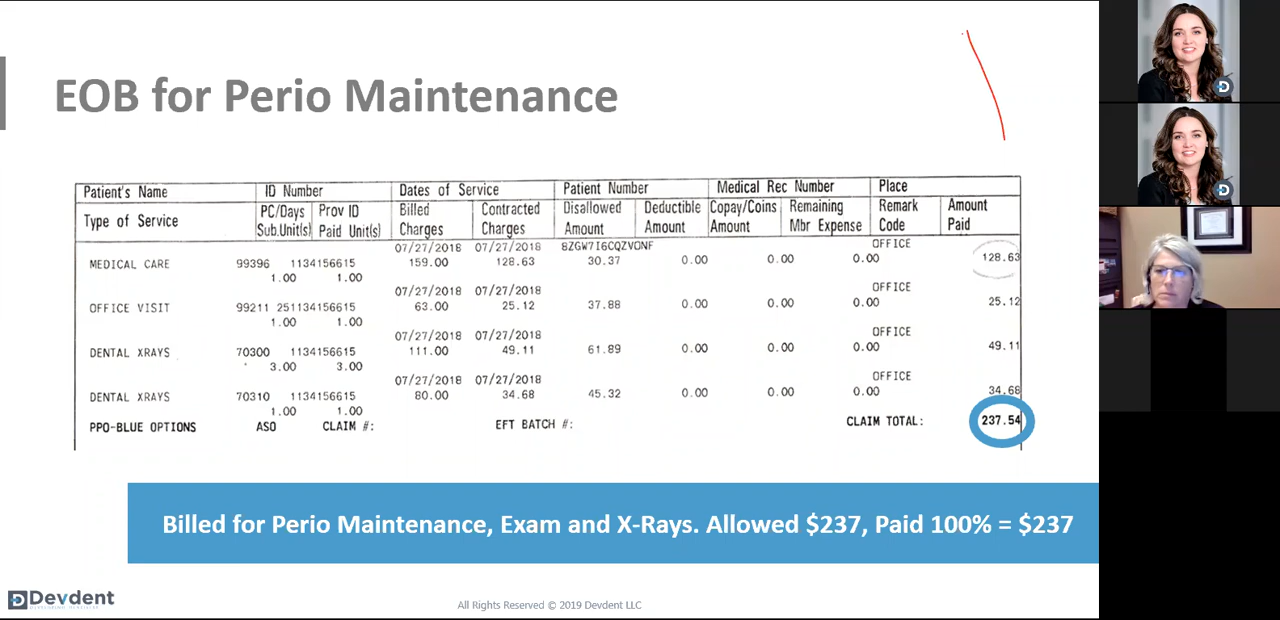 EOB for Perio Maintenance
Patient's Name ID Number Dates of Service Patient Number Medical Rec Number Place
Type of Service PC/Days Prov ID Billed Contracted Disallowed Deductible Copay/Coins Remaining Remark Amount
Sub.Unit(s) Paid Unit(s) Charges Charges Amount Amount Amount Mbr Expense Code Paid
07/27/2018 07/27/2018 8ZGW7I6CQZVONF OFFICE
MEDICAL CARE 99396 1134156615 159.00 128.63 30.37 0.00 0.00 0.00 128.63
1.00 1.00
07/27/2018 07/27/2018 OFFICE
OFFICE VISIT 99211 251134156615 63.00 25.12 37.88 0.00 0.00 0.00 25.12
1.00 1.00
07/27/2018 07/27/2018 OFFICE
DENTAL XRAYS 70300 1134156615 111.00 49.11 61.89 0.00 0.00 0.00 49.11
3.00 3.00
07/27/2018 07/27/2018 OFFICE
DENTAL XRAYS 70310 1134156615 80.00 34.68 45.32 0.00 0.00 0.00 34.68
1.00 1.00
PPO-BLUE OPTIONS ASO CLAIM #: EFT BATCH #: CLAIM TOTAL: 237.54
Billed for Perio Maintenance, Exam and X-Rays. Allowed $237, Paid 100% = $237
Devdent
All Rights Reserved © 2019 Devdent LLC